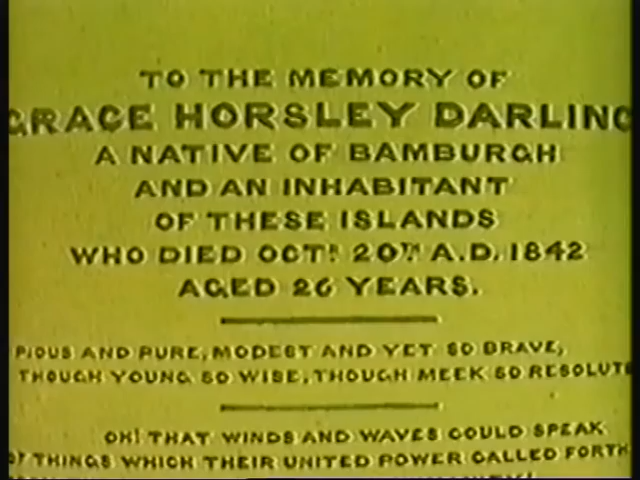 TO THE MEMORY OF
GRACE HORSLEY DARLING
A NATIVE OF BAMBURGH
AND AN INHABITANT
OF THESE ISLANDS
WHO DIED OCTR 20TH A.D. 1842
AGED 26 YEARS.
PIOUS AND PURE, MODEST AND YET SO BRAVE,
THOUGH YOUNG SO WISE, THOUGH MEEK SO RESOLUTE
OH! THAT WINDS AND WAVES COULD SPEAK
OF THINGS WHICH THEIR UNITED POWER CALLED FORTH